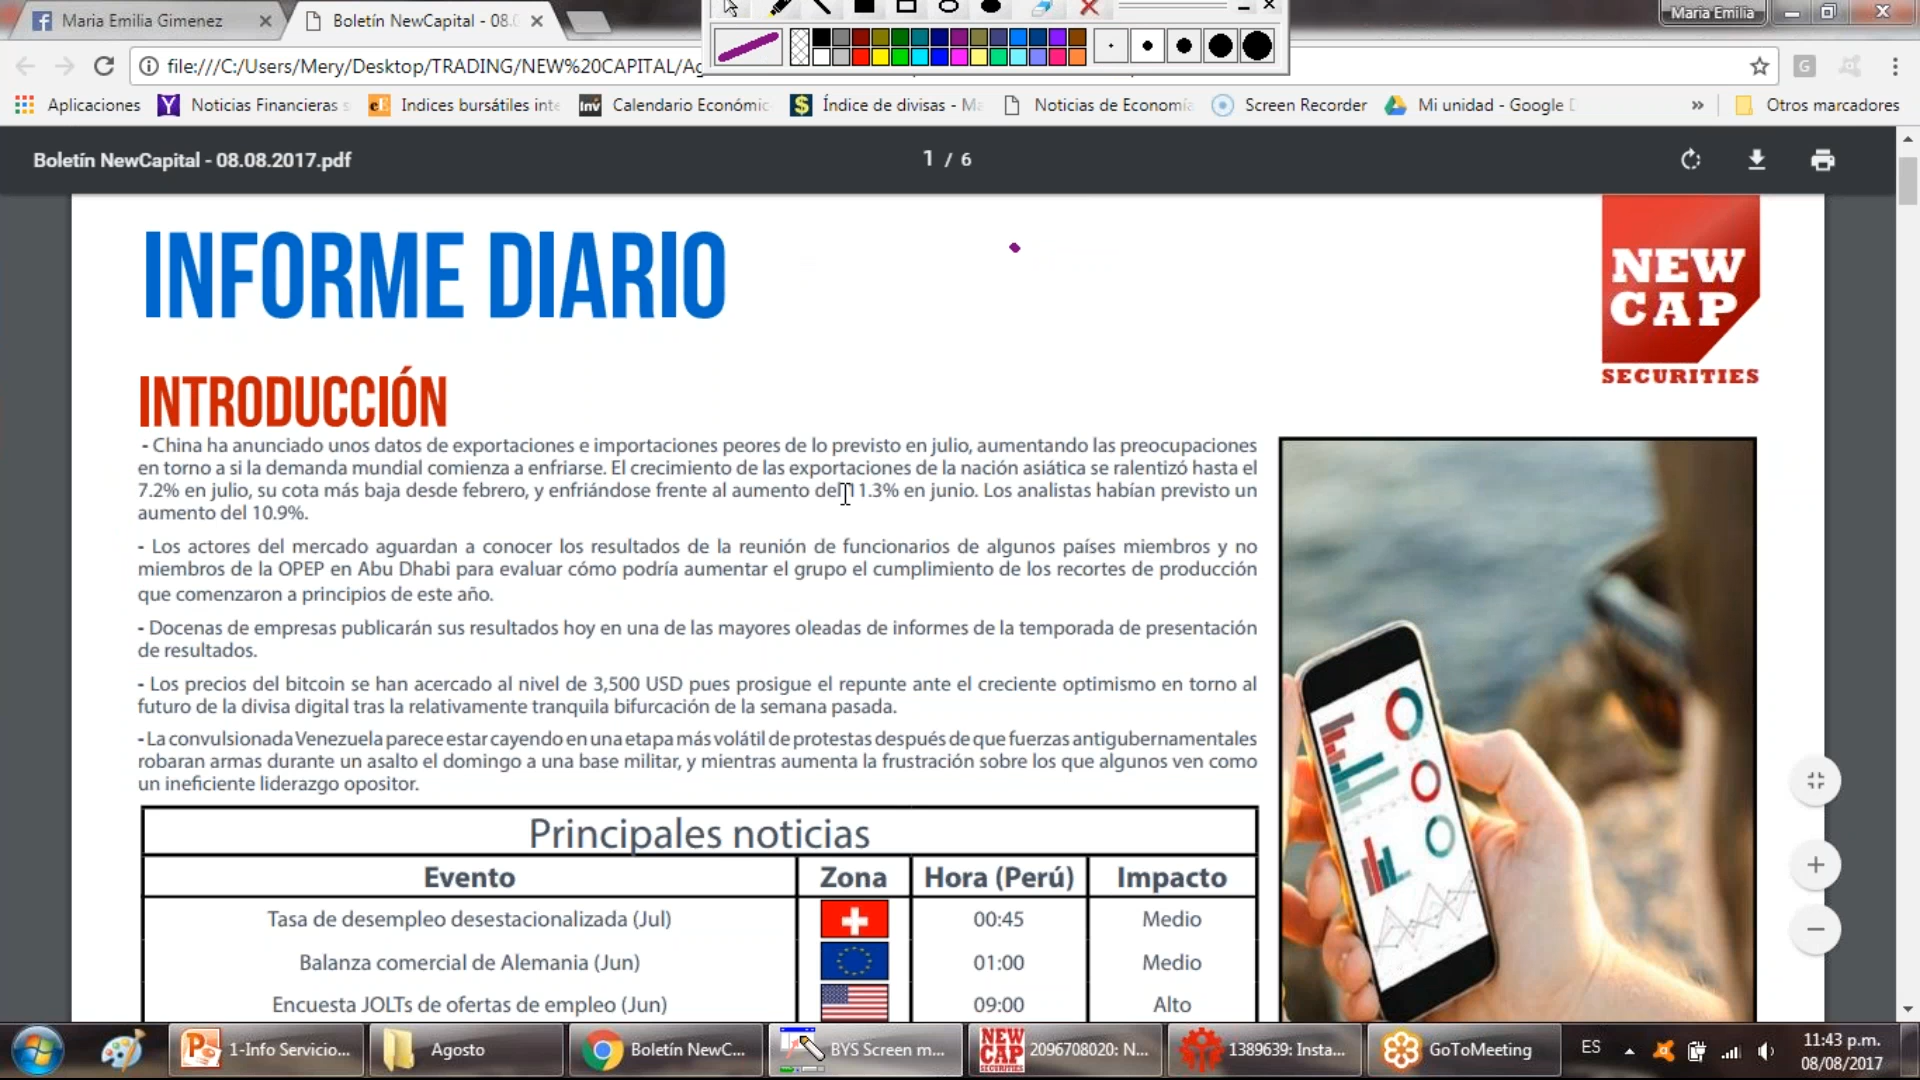 Maria Emilia Gimenez
Boletín NewCapital - 08.0
Maria Emilia
file:///C:/Users/Mery/Desktop/TRADING/NEW%20CAPITAL/Ag
Aplicaciones
Noticias Financieras
Indices bursátiles inte
Calendario Económic
Índice de divisas - Ma
Noticias de Economía
Screen Recorder
Mi unidad - Google D
»
Otros marcadores
Boletín NewCapital - 08.08.2017.pdf
1 / 6
INFORME DIARIO
NEW
CAP
SECURITIES
INTRODUCCIÓN
- China ha anunciado unos datos de exportaciones e importaciones peores de lo previsto en julio, aumentando las preocupaciones
en torno a si la demanda mundial comienza a enfriarse. El crecimiento de las exportaciones de la nación asiática se ralentizó hasta el
7.2% en julio, su cota más baja desde febrero, y enfriándose frente al aumento del 11.3% en junio. Los analistas habían previsto un
aumento del 10.9%.
- Los actores del mercado aguardan a conocer los resultados de la reunión de funcionarios de algunos países miembros y no
miembros de la OPEP en Abu Dhabi para evaluar cómo podría aumentar el grupo el cumplimiento de los recortes de producción
que comenzaron a principios de este año.
- Docenas de empresas publicarán sus resultados hoy en una de las mayores oleadas de informes de la temporada de presentación
de resultados.
- Los precios del bitcoin se han acercado al nivel de 3,500 USD pues prosigue el repunte ante el creciente optimismo en torno al
futuro de la divisa digital tras la relativamente tranquila bifurcación de la semana pasada.
- La convulsionada Venezuela parece estar cayendo en una etapa más volátil de protestas después de que fuerzas antigubernamentales
robaran armas durante un asalto el domingo a una base militar, y mientras aumenta la frustración sobre los que algunos ven como
un ineficiente liderazgo opositor.
Principales noticias
Evento Zona Hora (Perú) Impacto
Tasa de desempleo desestacionalizada (Jul) 00:45 Medio
Balanza comercial de Alemania (Jun) 01:00 Medio
Encuesta JOLTs de ofertas de empleo (Jun) 09:00 Alto
1-Info Servicio...
Agosto
Boletín NewC...
BYS Screen m...
NEW
CAP
SECURITIES
2096708020: N...
1389639: Insta...
GoToMeeting
ES
11:43 p.m.
08/08/2017